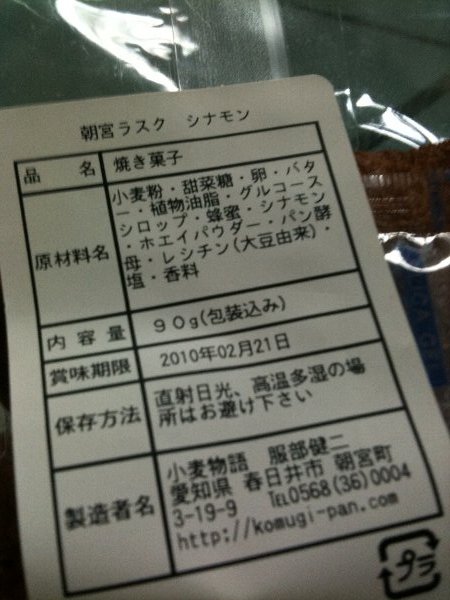 朝宮ラスク　シナモン
品　名　焼き菓子
原材料名　小麦粉・甜菜糖・卵・バタ
ー・植物油脂・グルコース
シロップ・蜂蜜・シナモン
・ホエイパウダー・パン酵
母・レシチン(大豆由来)・
塩・香料
内容量　９０g(包装込み)
賞味期限　2010年02月21日
保存方法　直射日光、高温多湿の場
所はお避け下さい
製造者名　小麦物語　服部健二
愛知県　春日井市　朝宮町
3-19-9　℡0568(36)0004
http://komugi-pan.com
プラ